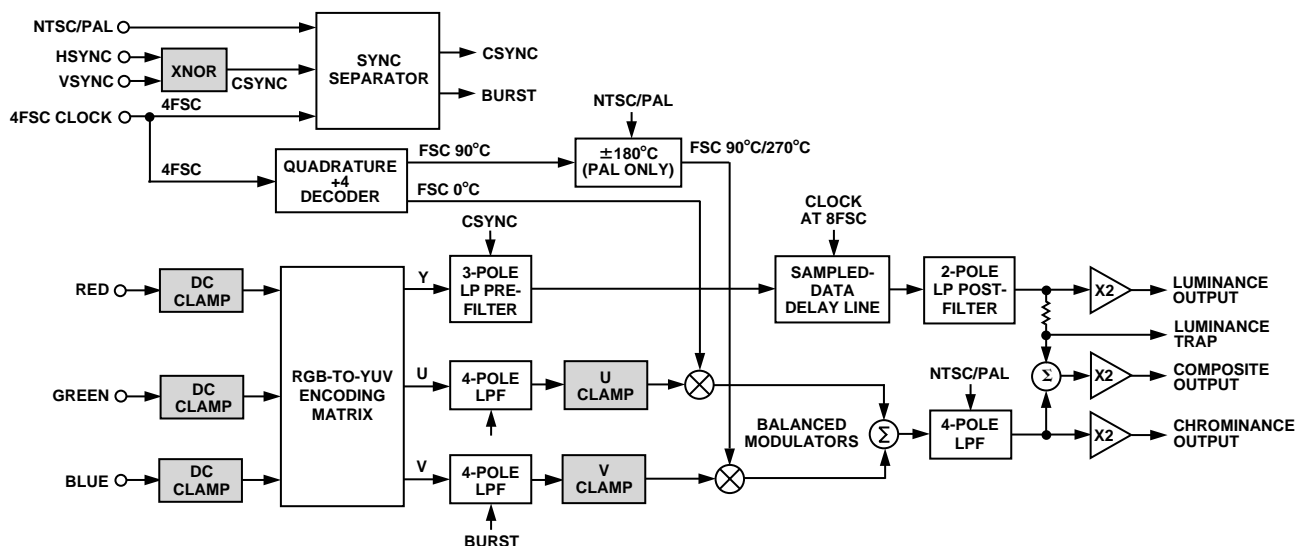 NTSC/PAL
HSYNC
VSYNC
XNOR
CSYNC
4FSC CLOCK
4FSC
SYNC
SEPARATOR
CSYNC
BURST
4FSC
QUADRATURE
+4
DECODER
FSC 90°C
FSC 0°C
NTSC/PAL
±180°C
(PAL ONLY)
FSC 90°C/270°C
CSYNC
CLOCK
AT 8FSC
RED
DC
CLAMP
GREEN
DC
CLAMP
BLUE
DC
CLAMP
RGB-TO-YUV
ENCODING
MATRIX
Y
3-POLE
LP PRE-
FILTER
SAMPLED-
DATA
DELAY LINE
2-POLE
LP POST-
FILTER
X2
LUMINANCE
OUTPUT
LUMINANCE
TRAP
U
4-POLE
LPF
U
CLAMP
Σ
X2
COMPOSITE
OUTPUT
NTSC/PAL
BALANCED
MODULATORS
Σ
4-POLE
LPF
X2
CHROMINANCE
OUTPUT
V
4-POLE
LPF
V
CLAMP
BURST